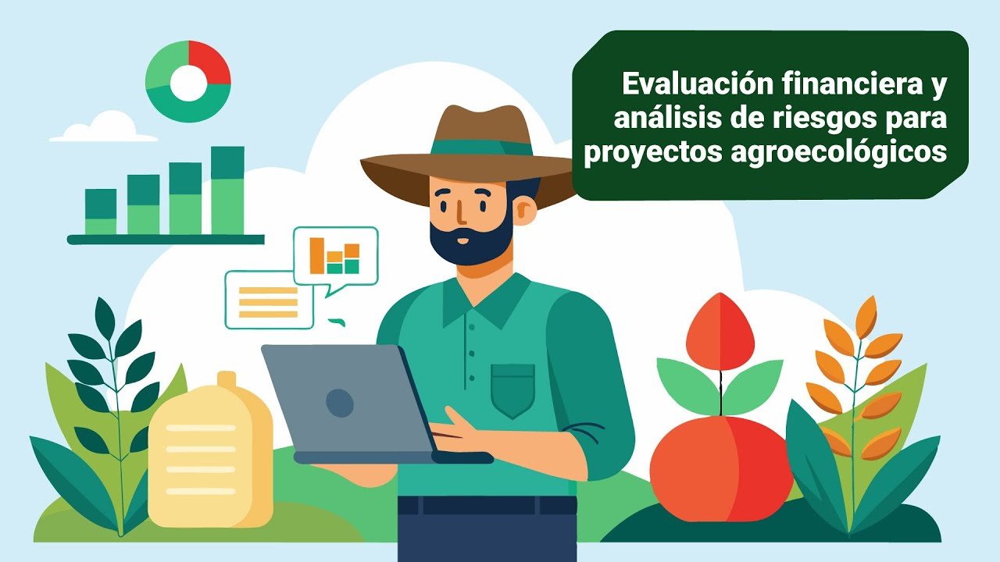 Evaluación financiera y
análisis de riesgos para
proyectos agroecológicos